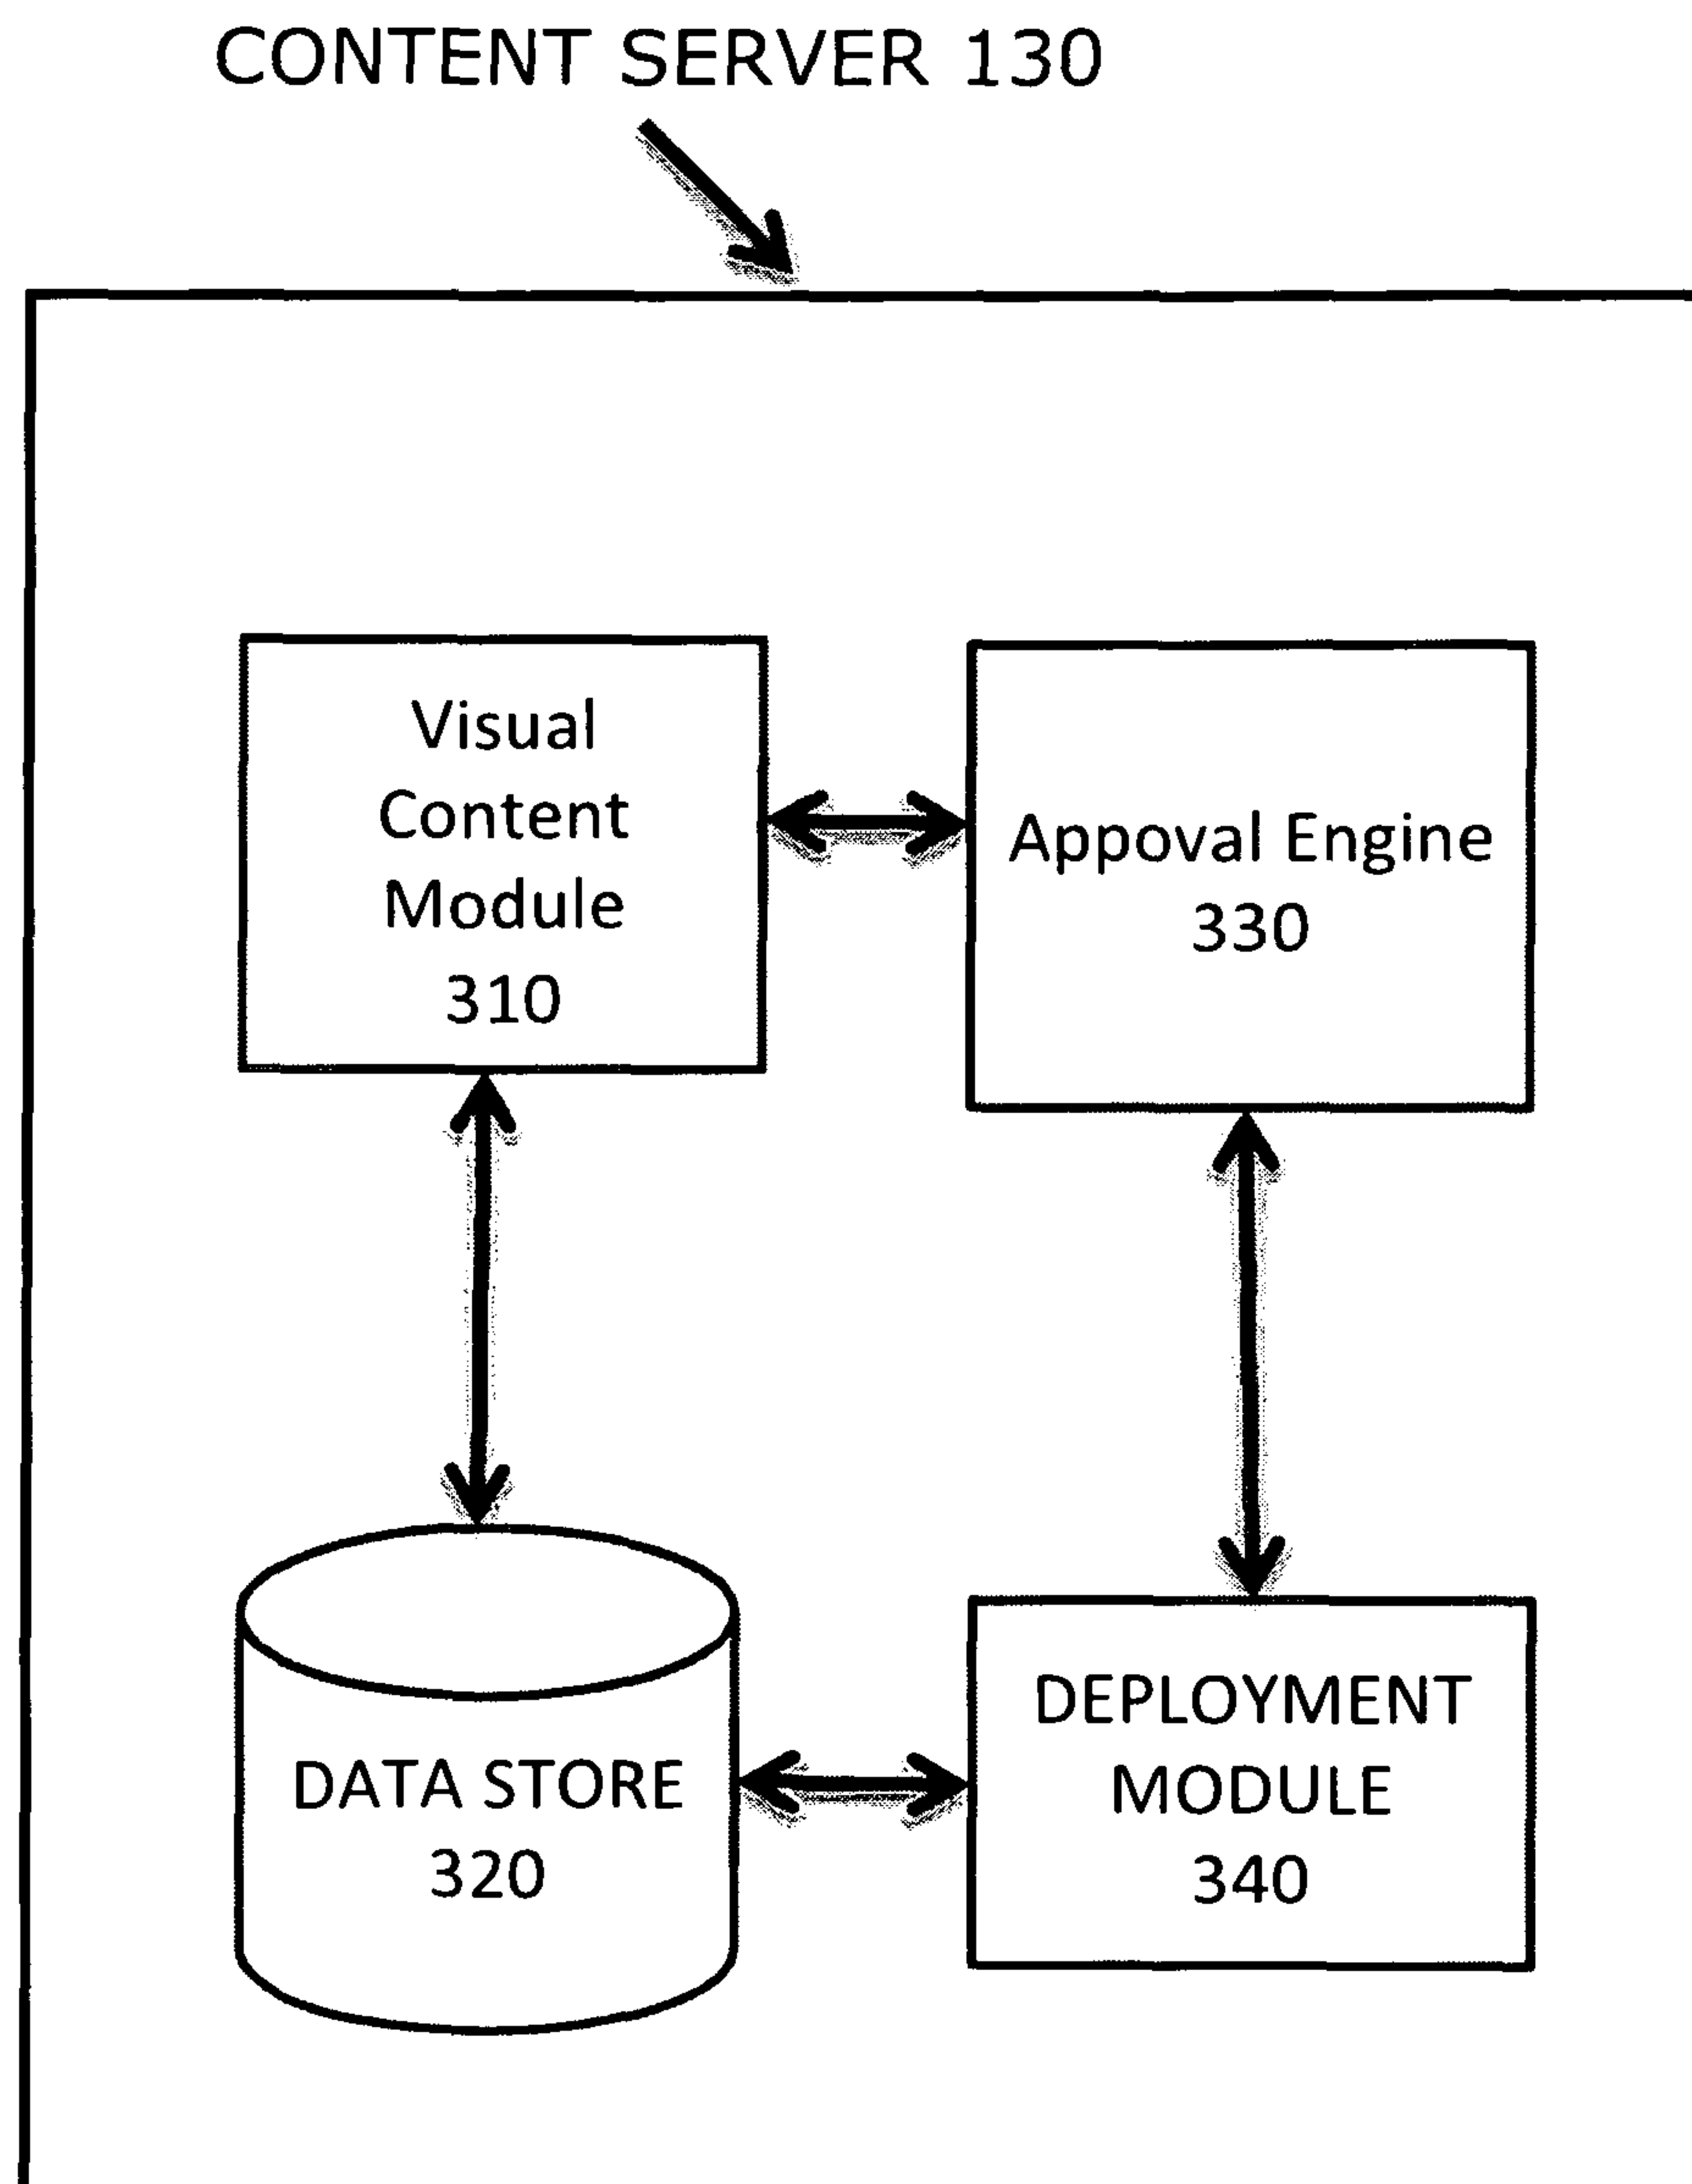 CONTENT SERVER 130
Visual
Content
Module
310
Appoval Engine
330
DATA STORE
320
DEPLOYMENT
MODULE
340